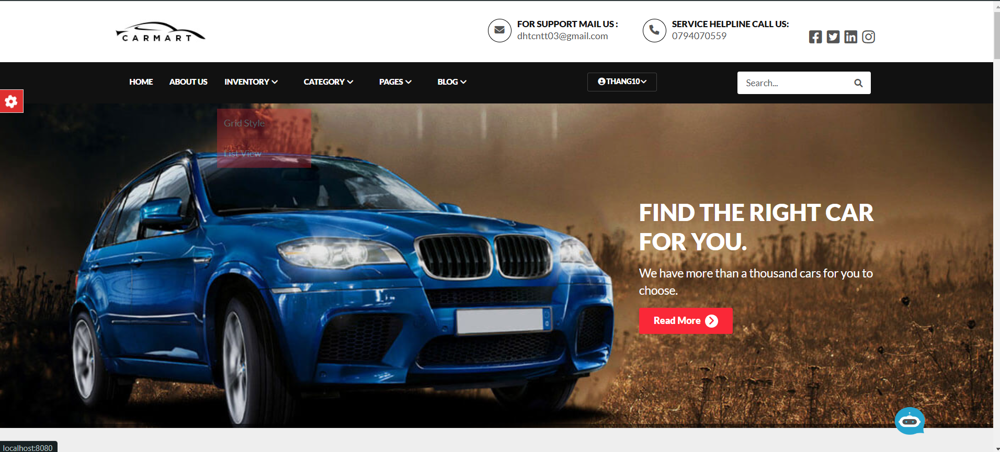 CARMART
FOR SUPPORT MAIL US :
dhtcntt03@gmail.com
SERVICE HELPLINE CALL US:
0794070559
HOME
ABOUT US
INVENTORY
CATEGORY
PAGES
BLOG
THANG10
Search...
Grid Style
List View
FIND THE RIGHT CAR
FOR YOU.
We have more than a thousand cars for you to
choose.
Read More
localhost:8080